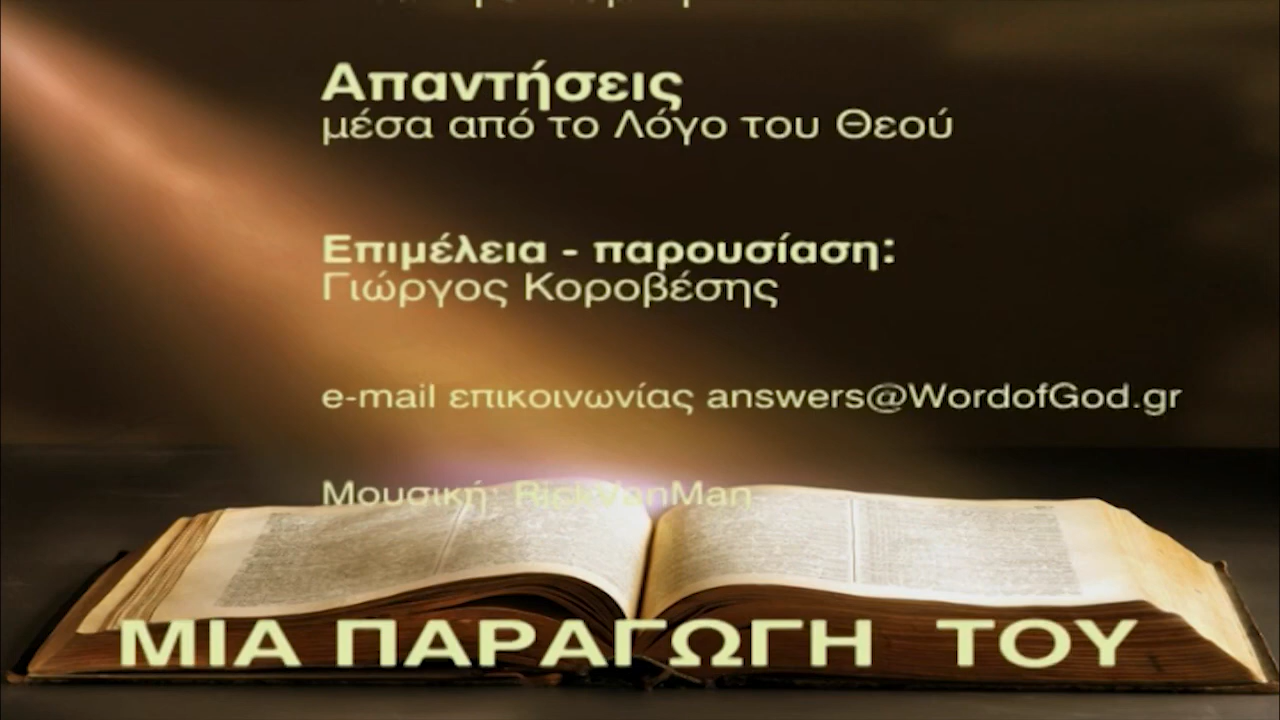 Απαντήσεις
μέσα από το Λόγο του Θεού
Επιμέλεια - παρουσίαση:
Γιώργος Κοροβέσης
e-mail επικοινωνίας answers@WordofGod.gr
Μουσική: RickVanMan
ΜΙΑ ΠΑΡΑΓΩΓΗ ΤΟΥ